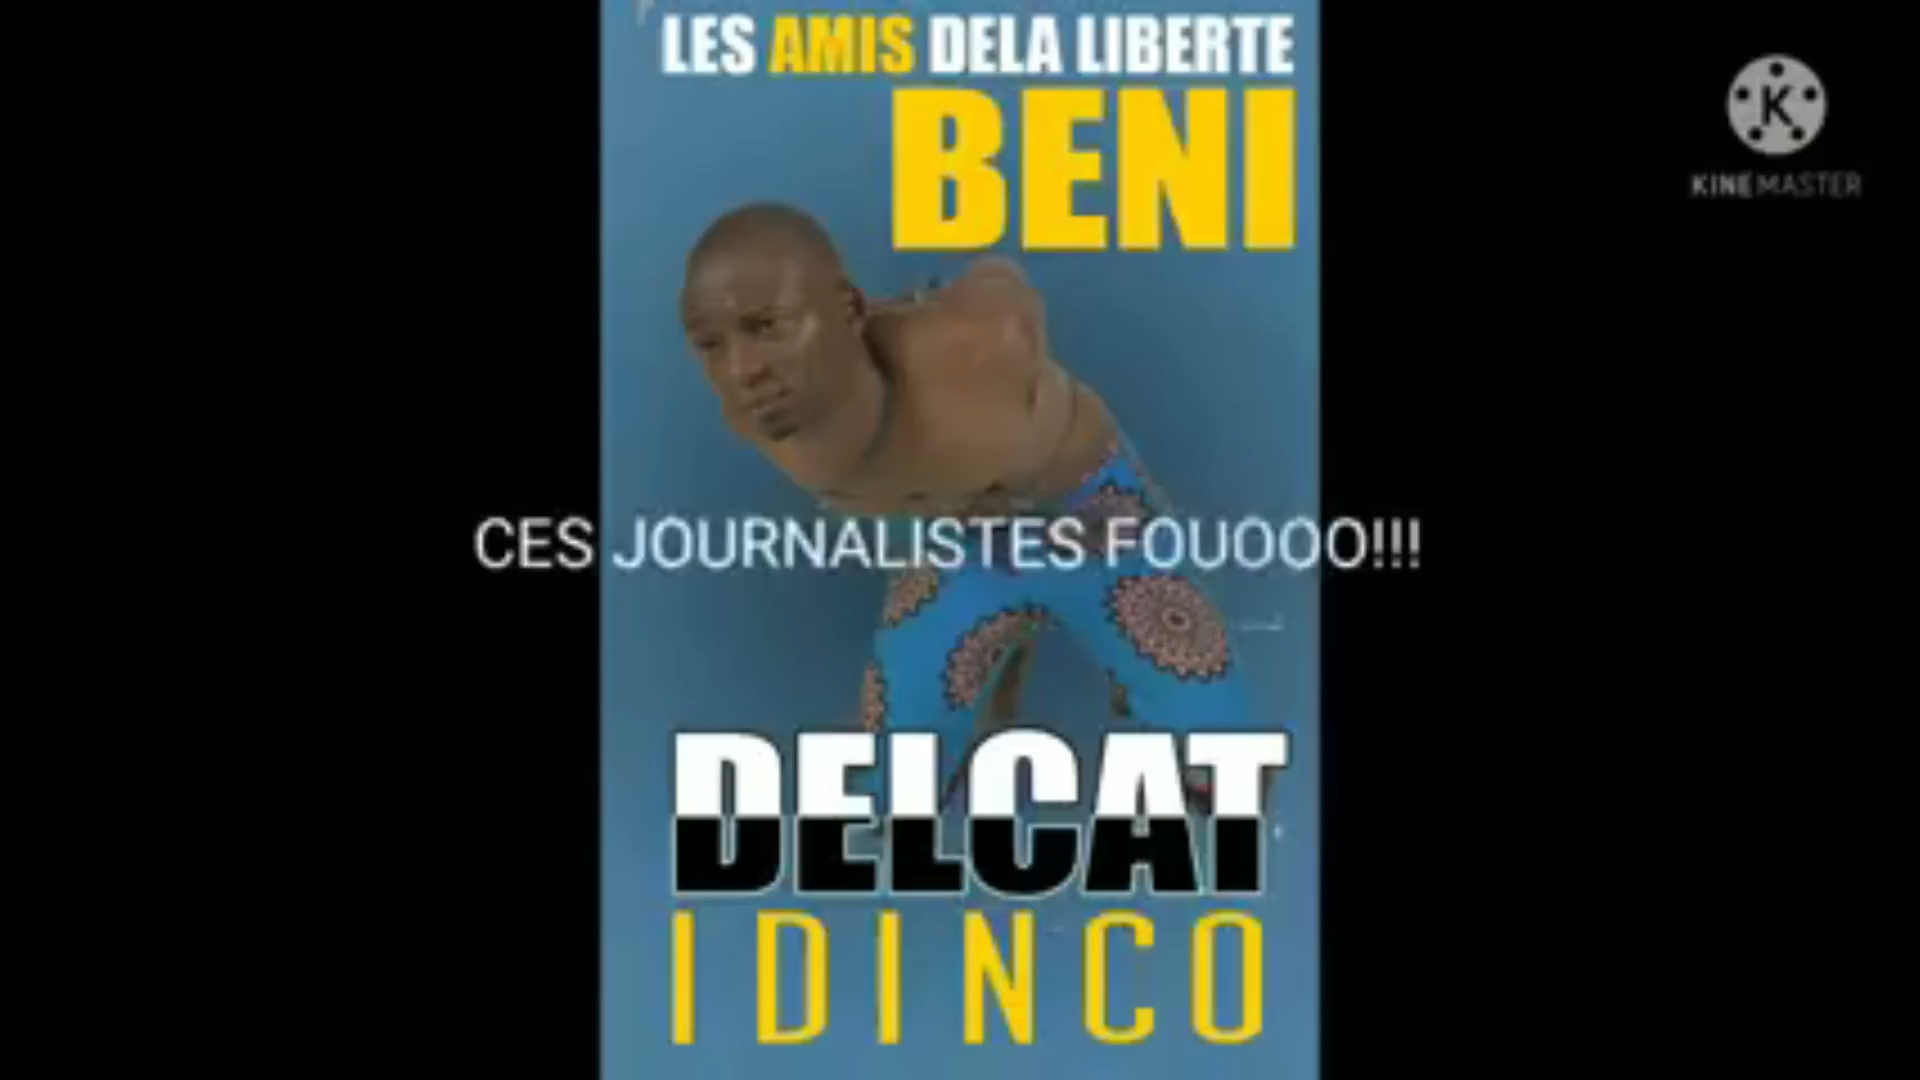 LES AMIS DELA LIBERTE
BENI
KINEMASTER
CES JOURNALISTES FOUOOO!!!
DELCAT
IDINCO